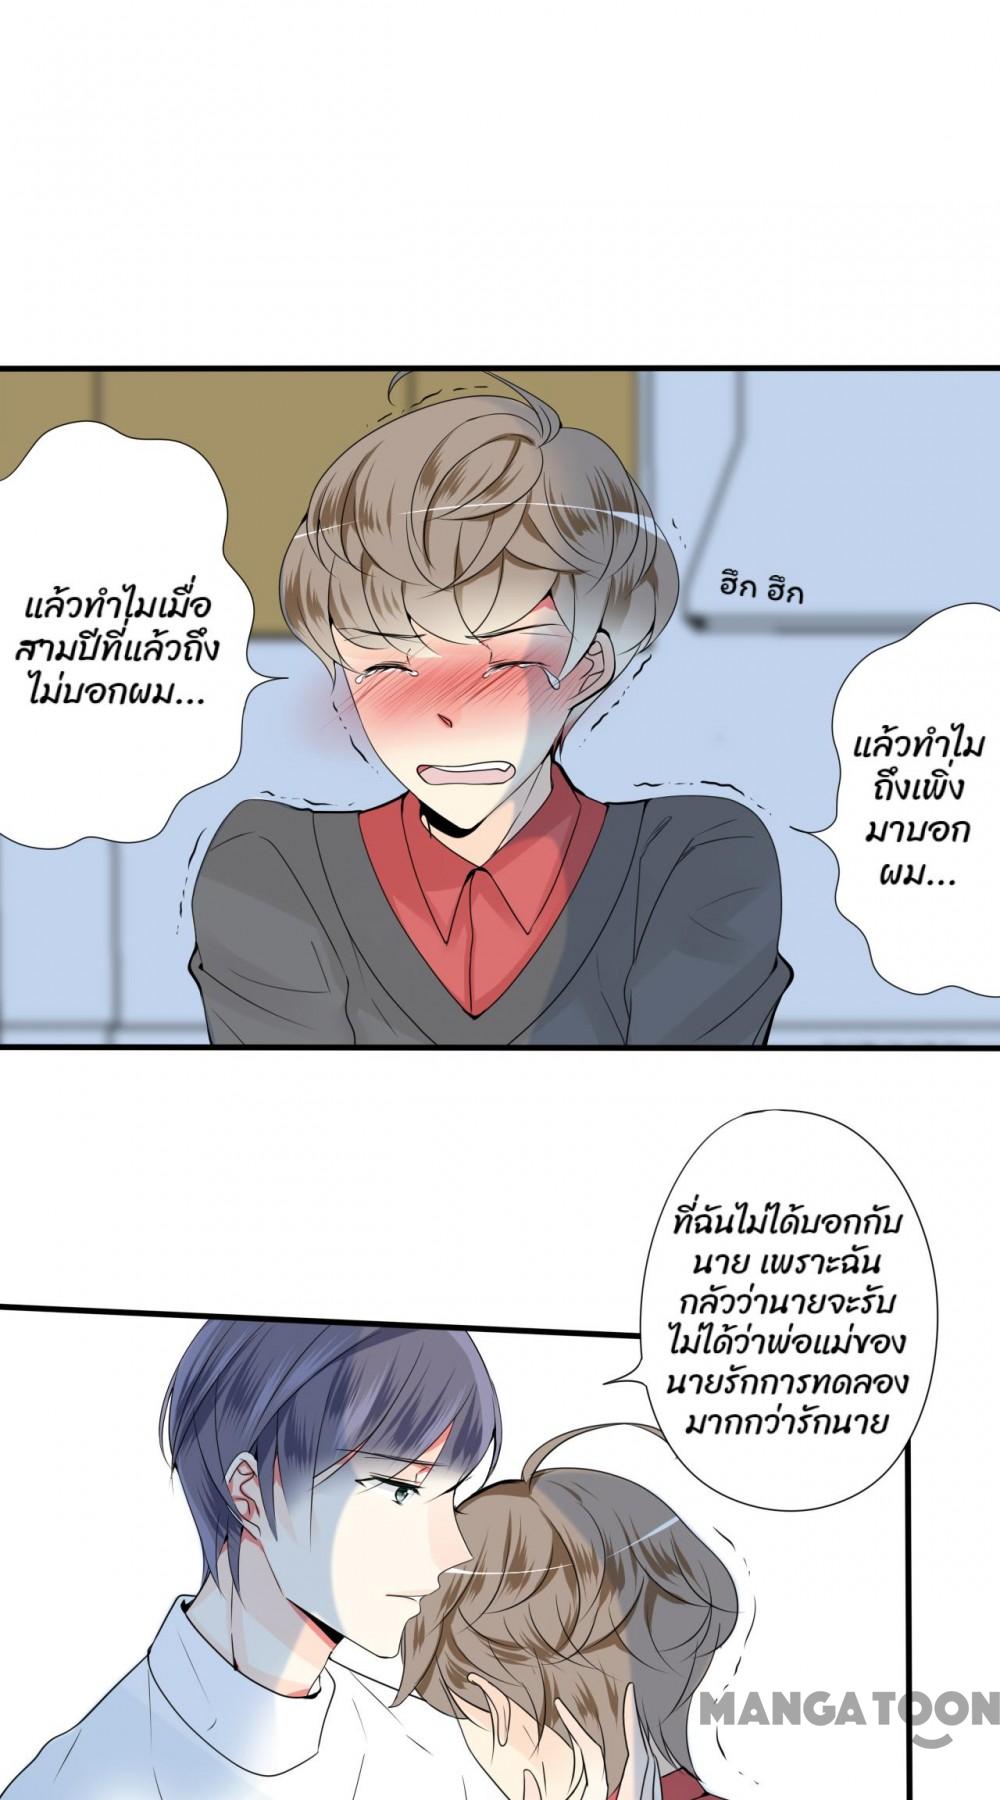 แล้วทำไมเมื่อ
สามปีที่แล้วถึง
ไม่บอกผม...
ฮึก ฮึก
แล้วทำไม
ถึงเพิ่ง
มาบอก
ผม...
ที่ฉันไม่ได้บอกกับ
นาย เพราะฉัน
กลัวว่านายจะรับ
ไม่ได้ว่าพ่อแม่ของ
นายรักการทดลอง
มากกว่ารักนาย
MANGATOON